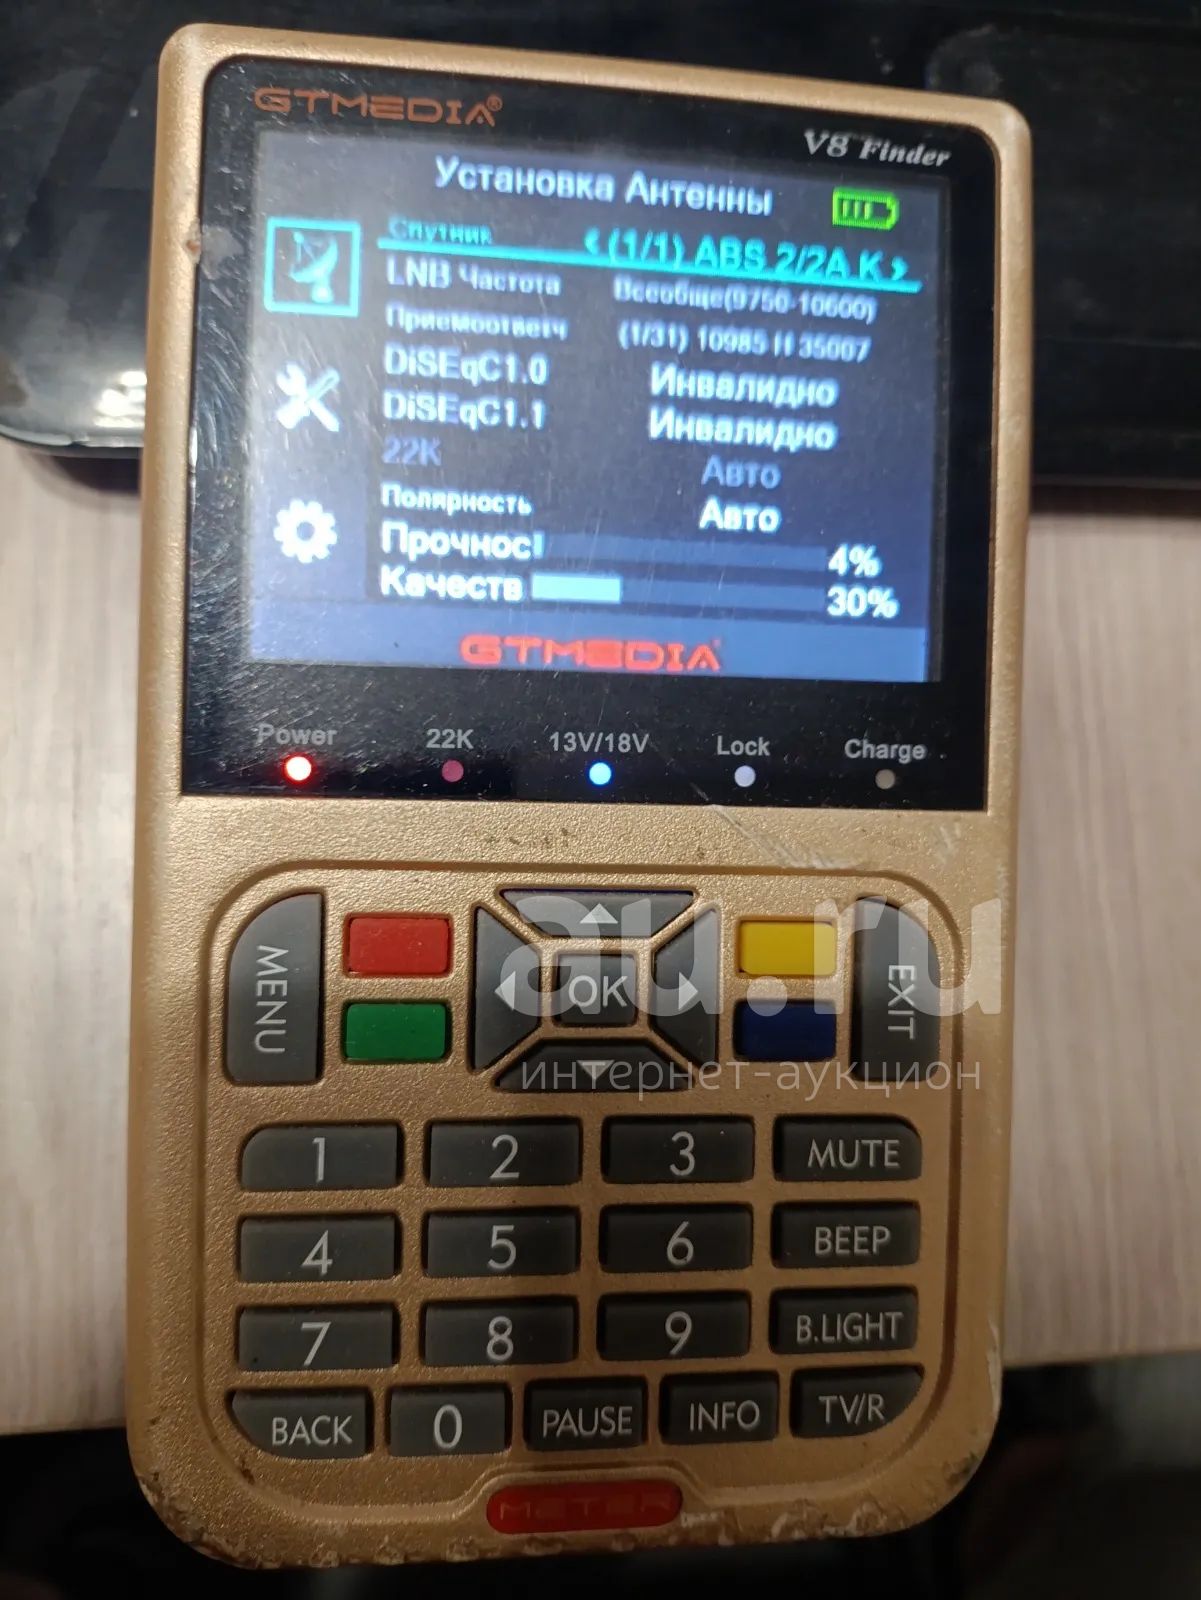 GTMEDIA®
V8 Finder
Установка Антенны
Спутник <(1/1) ABS 2/2A K>
LNB Частота Всеобще(9750-10600)
Приемоответч (1/31) 10985 H 35007
DiSEqC1.0 Инвалидно
DiSEqC1.1 Инвалидно
22K Авто
Полярность Авто
Прочнос 4%
Качеств 30%
GTMEDIA
Power 22K 13V/18V Lock Charge
MENU OK EXIT
au.ru
интернет-аукцион
1 2 3 MUTE
4 5 6 BEEP
7 8 9 B.LIGHT
BACK 0 PAUSE INFO TV/R
METER